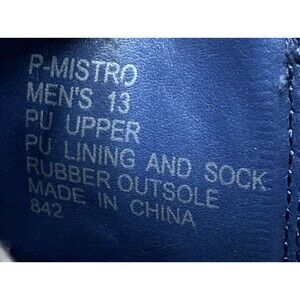 P-MISTRO
MEN'S 13
PU UPPER
PU LINING AND SOCK
RUBBER OUTSOLE
MADE IN CHINA
842